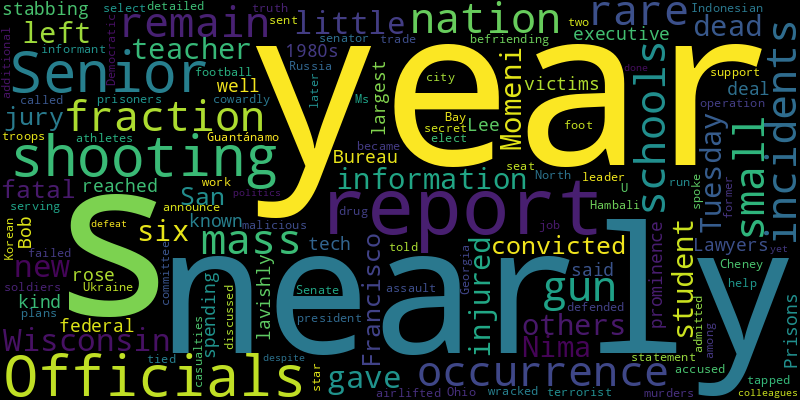 stabbing select detailed truth Indonesian
sent two befriending
left remain little nation rare
Democratic senator trade executive dead
additional informant teacher 1980s
Senior football well Russia largest city support
called prisoners victims deal
jury fraction cowardly later Ms Momeni Bay secret Lee operation
troops athletes Guantánamo elect foot schools incidents
shooting became seat
Bureau North leader U run spoke former
fatal reached information Hambali small Tuesday
serving work San politics report drug job
Korean Bob announce known malicious
defeat six tech told convicted Lawyers yet
new failed rose mass defended Cheney
soldiers kind Ukraine committee lavishly Francisco Georgia said prominence student help
plans Senate assault injured gun admitted Prisons
S year nearly
federal spending discussed president others statement among accused
Wisconsin casualties tied despite Nima
Officials star gave occurrence tapped
airlifted Ohio wracked terrorist murders colleagues
done